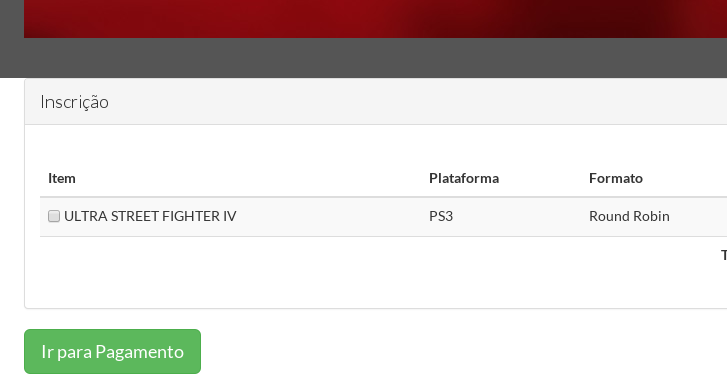 Inscrição
Item Plataforma Formato
ULTRA STREET FIGHTER IV PS3 Round Robin
Ir para Pagamento